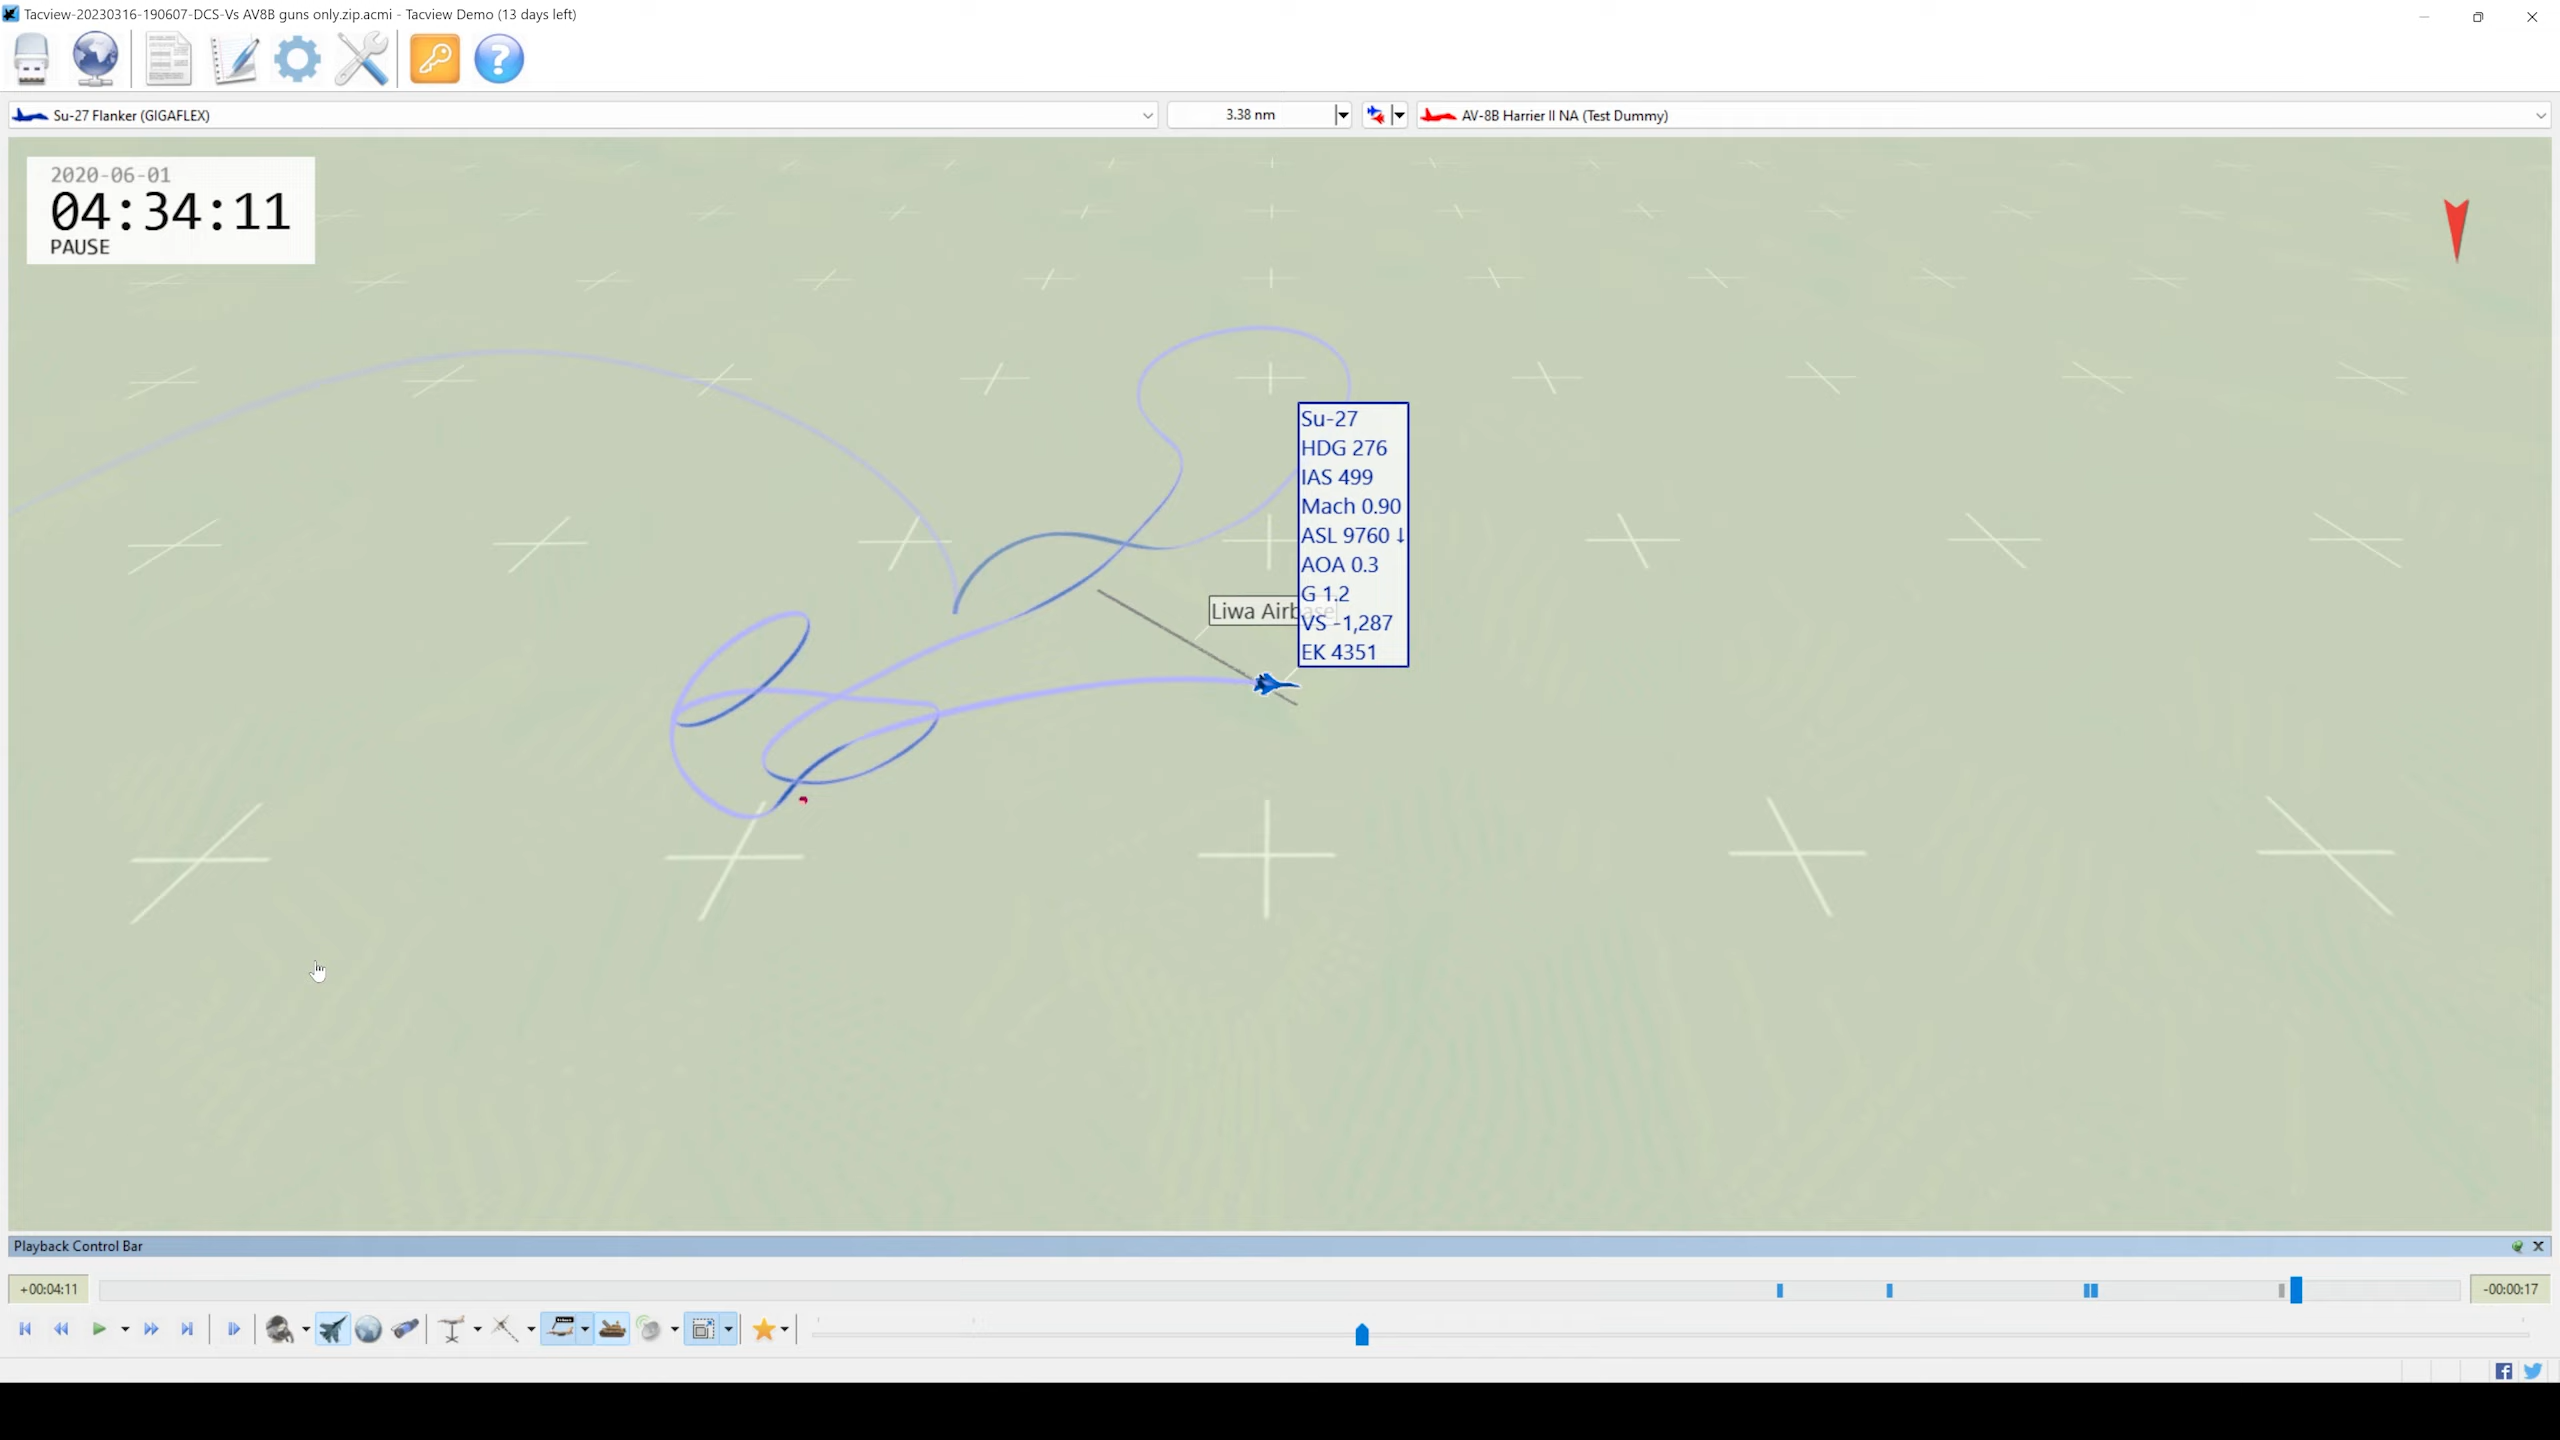 Tacview-20230316-190607-DCS-Vs AV8B guns only.zip.acmi - Tacview Demo (13 days left)
Su-27 Flanker (GIGAFLEX)
3.38 nm
AV-8B Harrier II NA (Test Dummy)
2020-06-01
04:34:11
PAUSE
Su-27
HDG 276
IAS 499
Mach 0.90
ASL 9760 ↓
AOA 0.3
G 1.2
VS -1,287
EK 4351
Liwa Airbase
Playback Control Bar
+00:04:11
-00:00:17